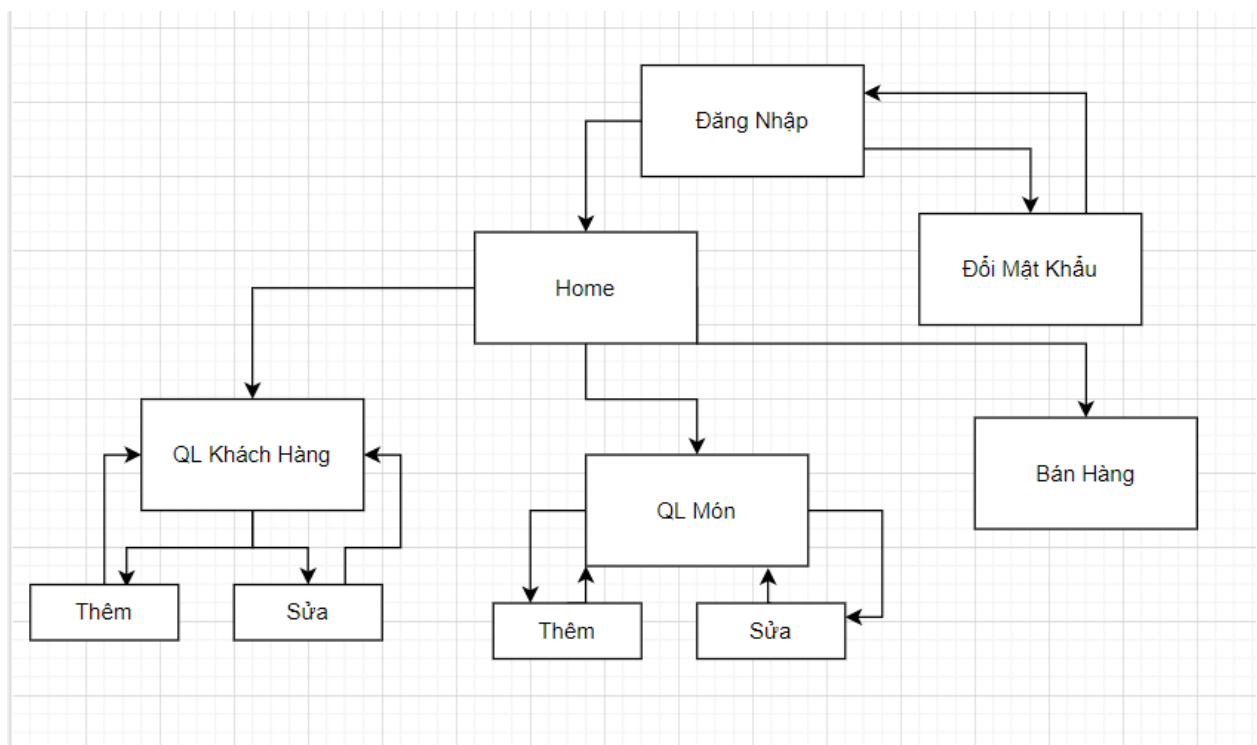 Đăng Nhập
Đổi Mật Khẩu
Home
QL Khách Hàng
QL Món
Bán Hàng
Thêm
Sửa
Thêm
Sửa